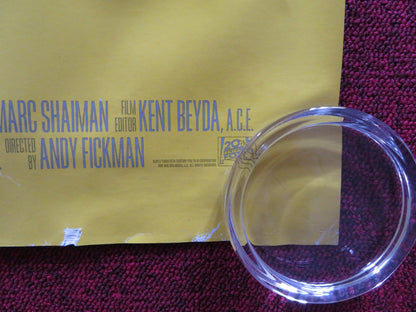 MARC SHAIMAN FILM EDITOR KENT BEYDA, A.C.E.
DIRECTED BY ANDY FICKMAN